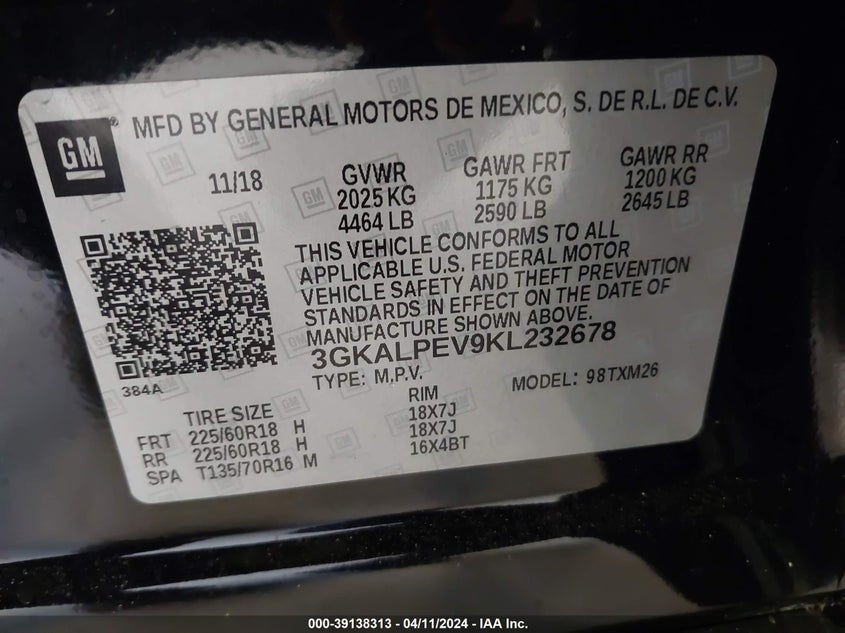 GM
MFD BY GENERAL MOTORS DE MEXICO, S. DE R.L. DE C.V.
11/18
GVWR
2025 KG
4464 LB
GAWR FRT
1175 KG
2590 LB
GAWR RR
1200 KG
2645 LB
THIS VEHICLE CONFORMS TO ALL
APPLICABLE U.S. FEDERAL MOTOR
VEHICLE SAFETY AND THEFT PREVENTION
STANDARDS IN EFFECT ON THE DATE OF
MANUFACTURE SHOWN ABOVE.
3GKALPEV9KL232678
TYPE: M.P.V. MODEL: 98TXM26
384A
TIRE SIZE RIM
FRT 225/60R18 H 18X7J
RR 225/60R18 H 18X7J
SPA T135/70R16 M 16X4BT
000-39138313 - 04/11/2024 - IAA Inc.